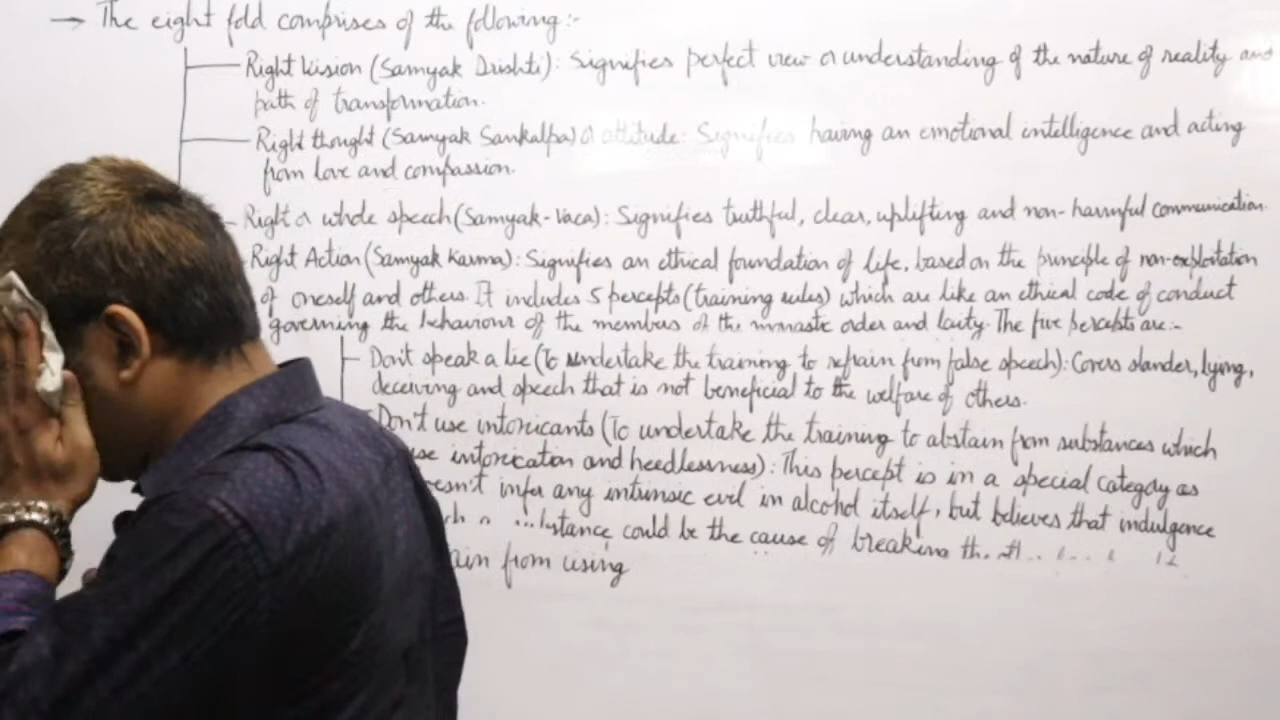 → The eight fold comprises of the following:-
Right Vision (Samyak Drishti): Signifies perfect view or understanding of the nature of reality and
path of transformation.
Right thought (Samyak Sankalpa) or attitude: Signifies having an emotional intelligence and acting
from love and compassion.
Right or whole speech (Samyak-Vaca): Signifies truthful, clear, uplifting and non-harmful communication.
Right Action (Samyak Karma): Signifies an ethical foundation of life, based on the principle of non-exploitation
of oneself and others. It includes 5 percepts (training rules) which are like an ethical code of conduct
governing the behaviour of the members of the monastic order and laity. The five percepts are:-
Don't speak a lie (To undertake the training to refrain from false speech): Covers slander, lying,
deceiving and speech that is not beneficial to the welfare of others.
Don't use intoxicants (To undertake the training to abstain from substances which
intoxication and heedlessness): This percept is in a special category as
infer any intrinsic evil in alcohol itself, but believes that indulgence
could be the cause of breaking
from using